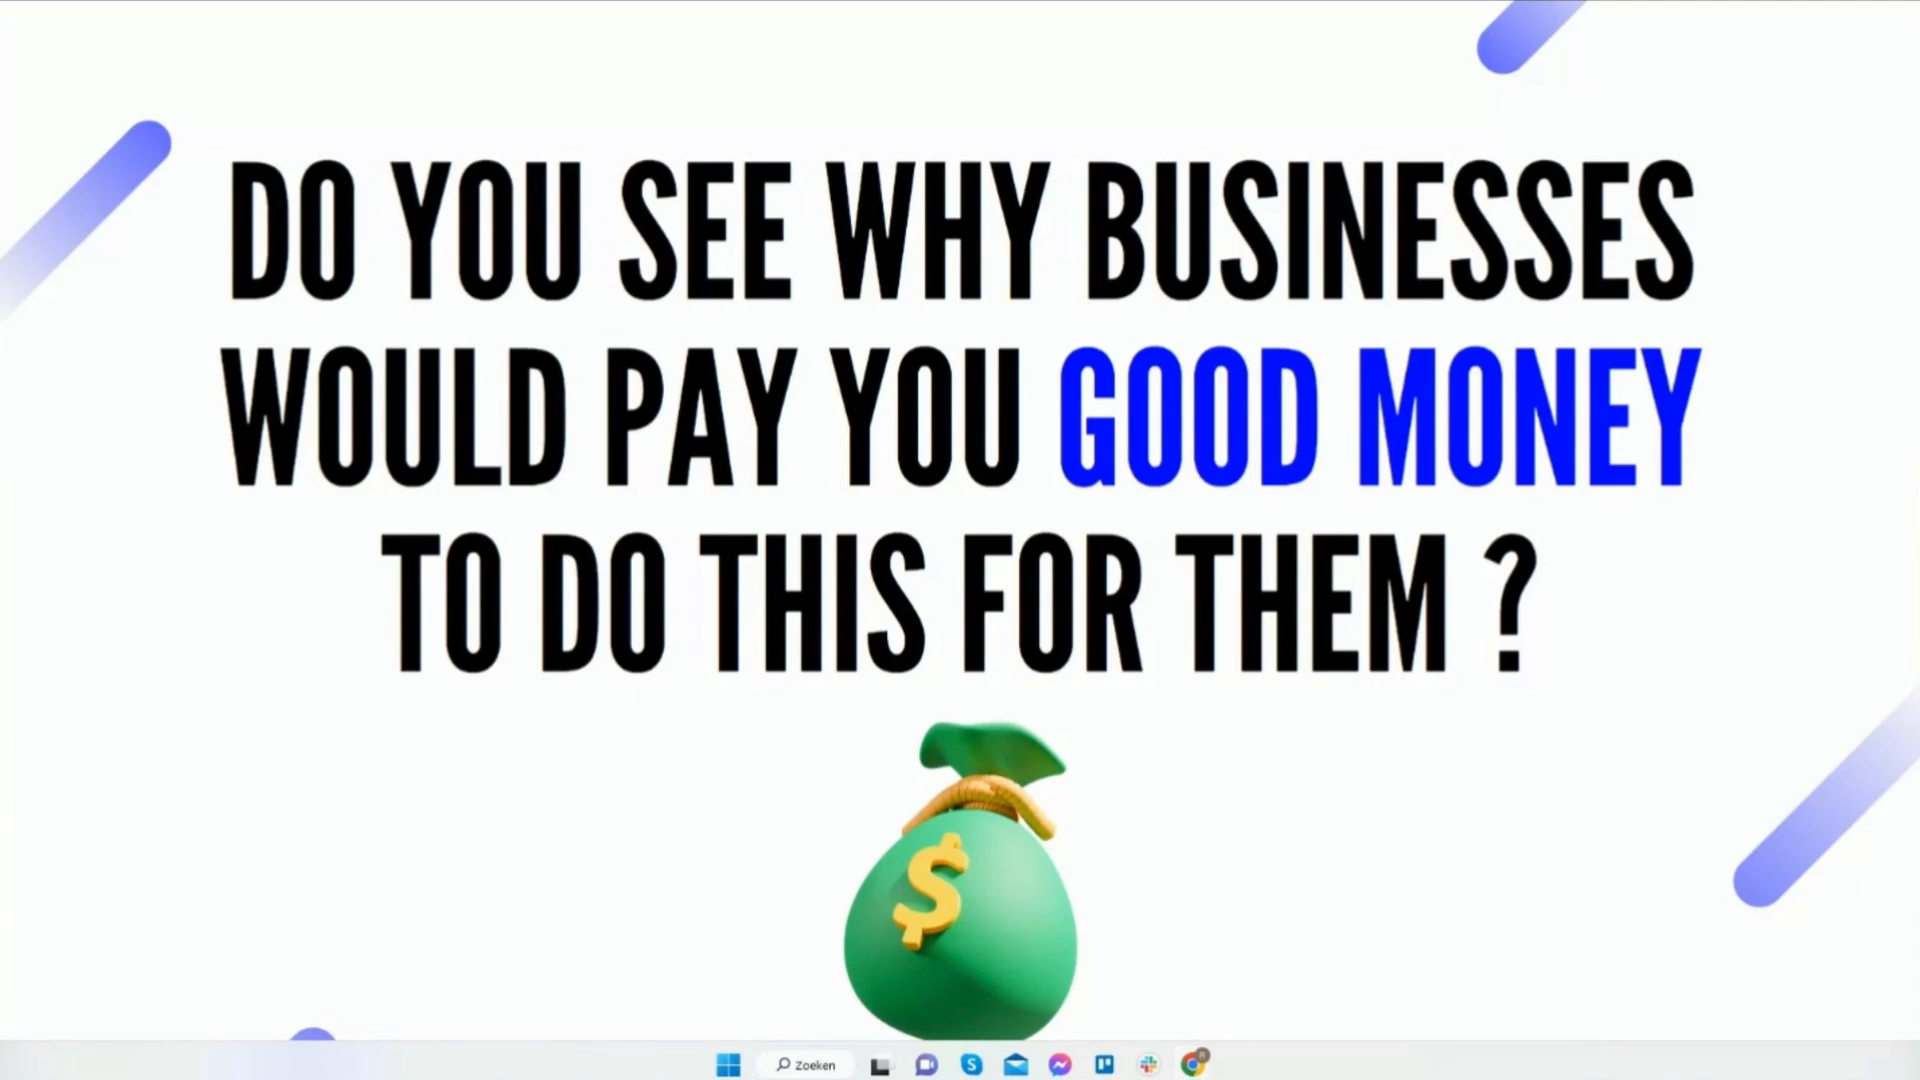 DO YOU SEE WHY BUSINESSES
WOULD PAY YOU GOOD MONEY
TO DO THIS FOR THEM ?
$
Zoeken